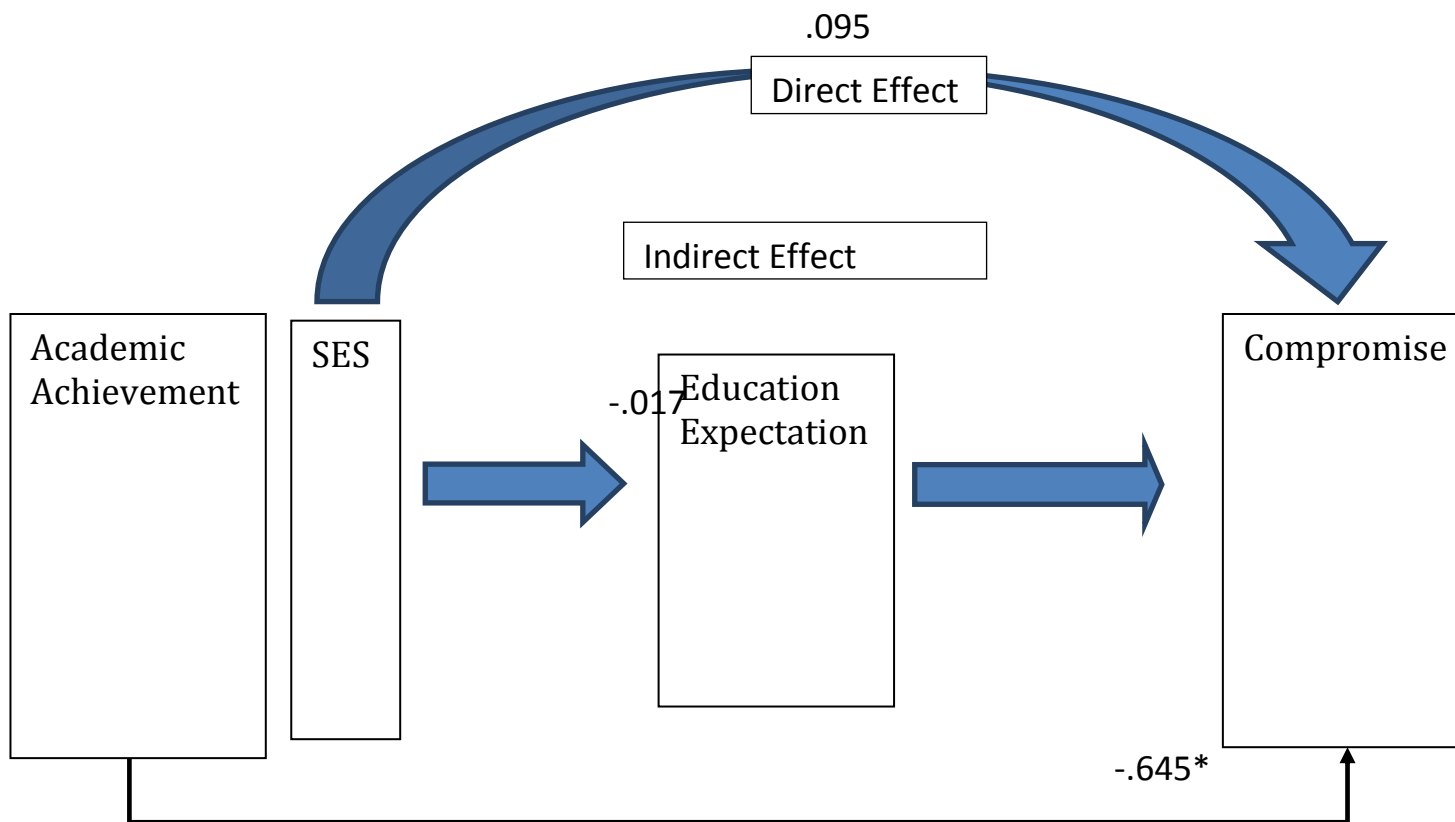 .095
Direct Effect
Indirect Effect
Academic
Achievement
SES
Compromise
-.017
Education
Expectation
-.645*